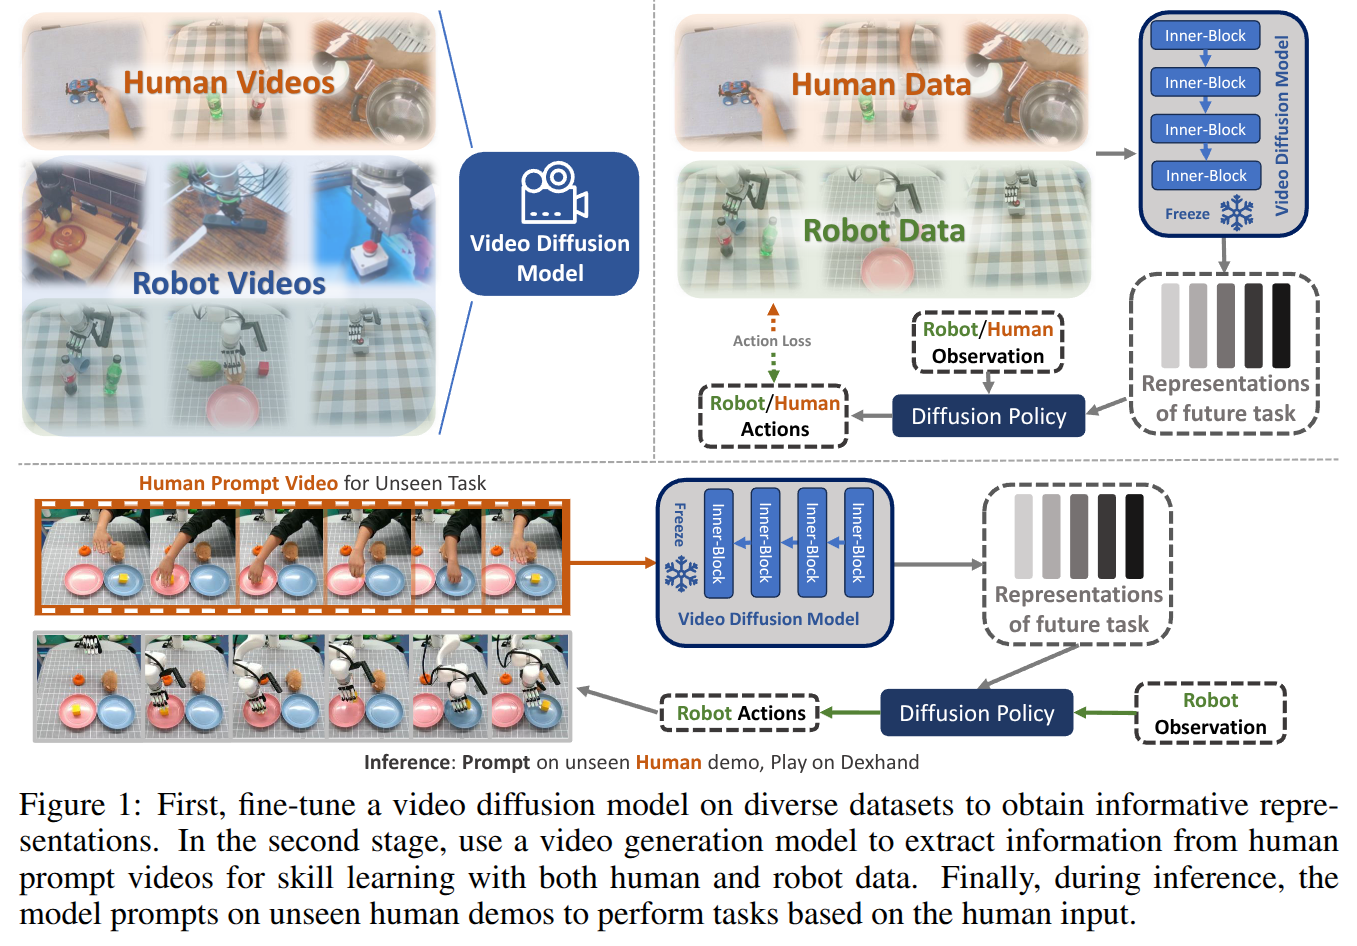 Human Videos
Robot Videos
Video Diffusion
Model
Human Data
Robot Data
Inner-Block
Inner-Block
Inner-Block
Inner-Block
Freeze
Video Diffusion Model
Representations
of future task
Robot/Human
Observation
Diffusion Policy
Action Loss
Robot/Human
Actions
Human Prompt Video for Unseen Task
Freeze
Inner-Block
Inner-Block
Inner-Block
Inner-Block
Video Diffusion Model
Representations
of future task
Robot Actions
Diffusion Policy
Robot
Observation
Inference: Prompt on unseen Human demo, Play on Dexhand
Figure 1: First, fine-tune a video diffusion model on diverse datasets to obtain informative repre-
sentations. In the second stage, use a video generation model to extract information from human
prompt videos for skill learning with both human and robot data. Finally, during inference, the
model prompts on unseen human demos to perform tasks based on the human input.